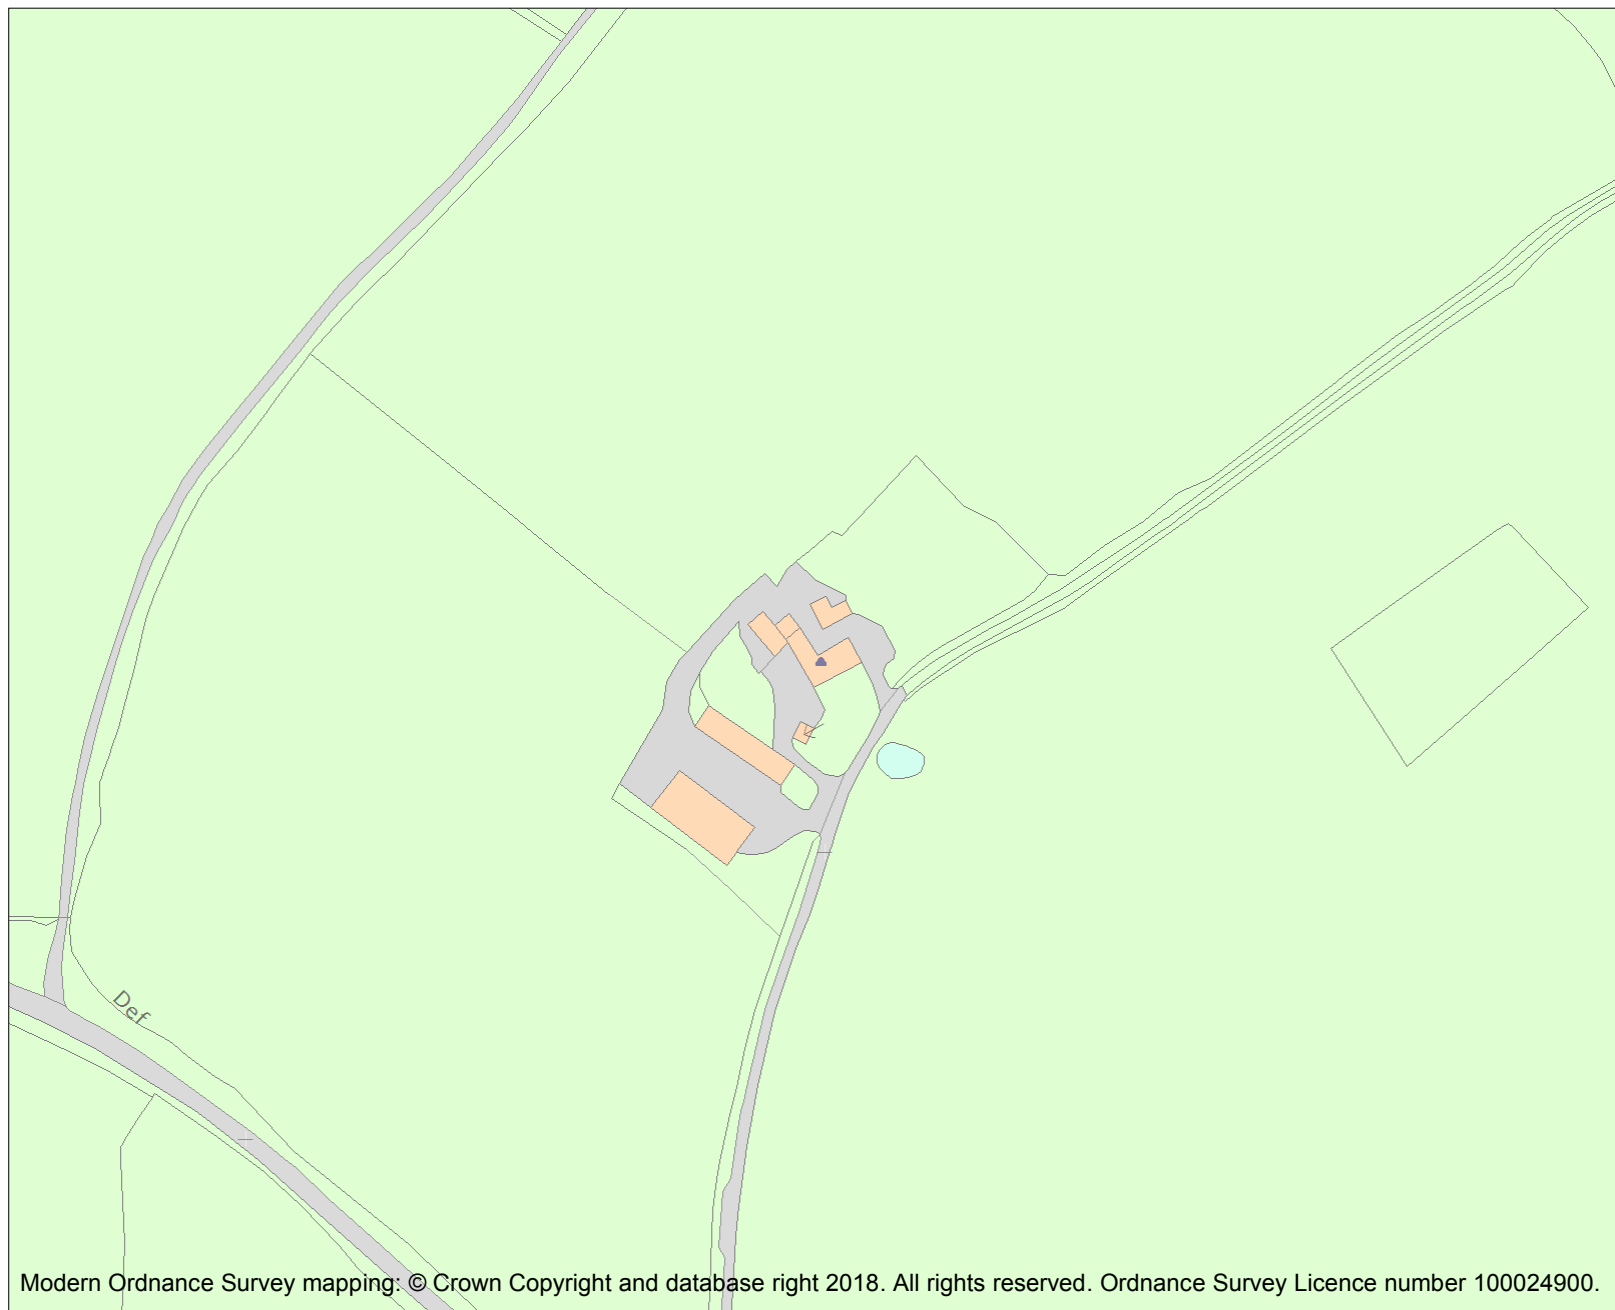 Def
Modern Ordnance Survey mapping: © Crown Copyright and database right 2018. All rights reserved. Ordnance Survey Licence number 100024900.